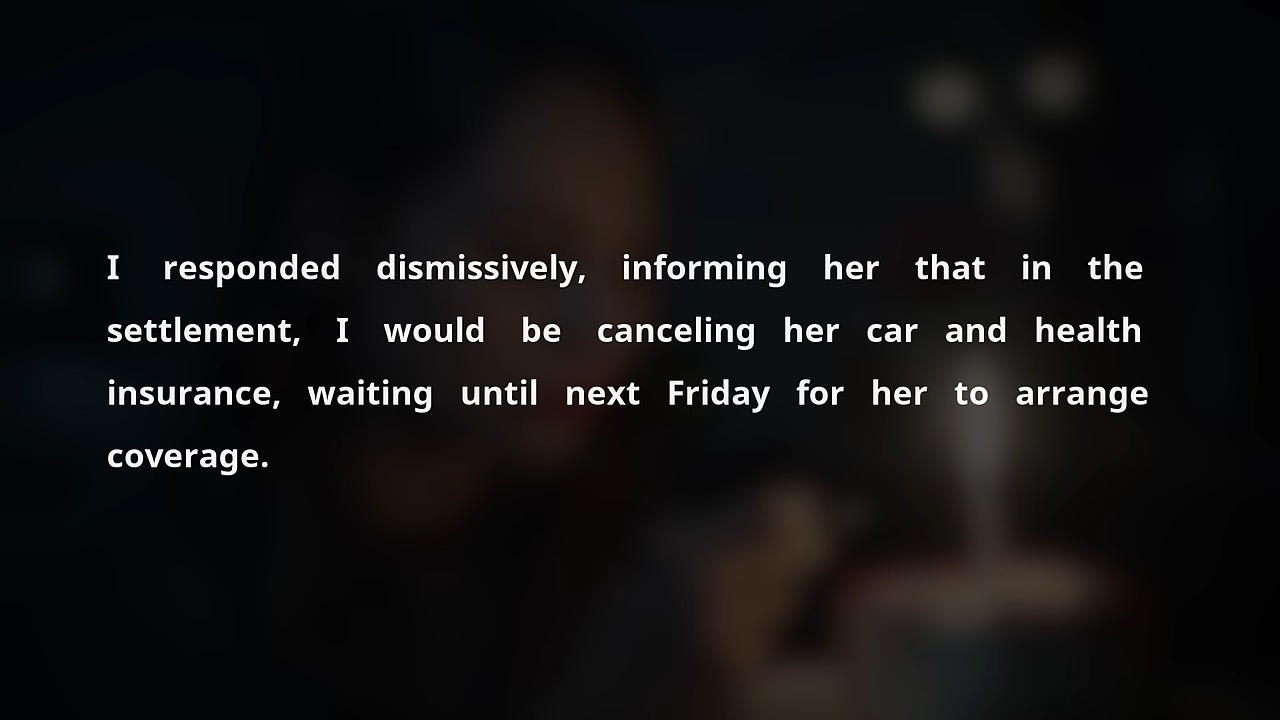 I responded dismissively, informing her that in the
settlement, I would be canceling her car and health
insurance, waiting until next Friday for her to arrange
coverage.